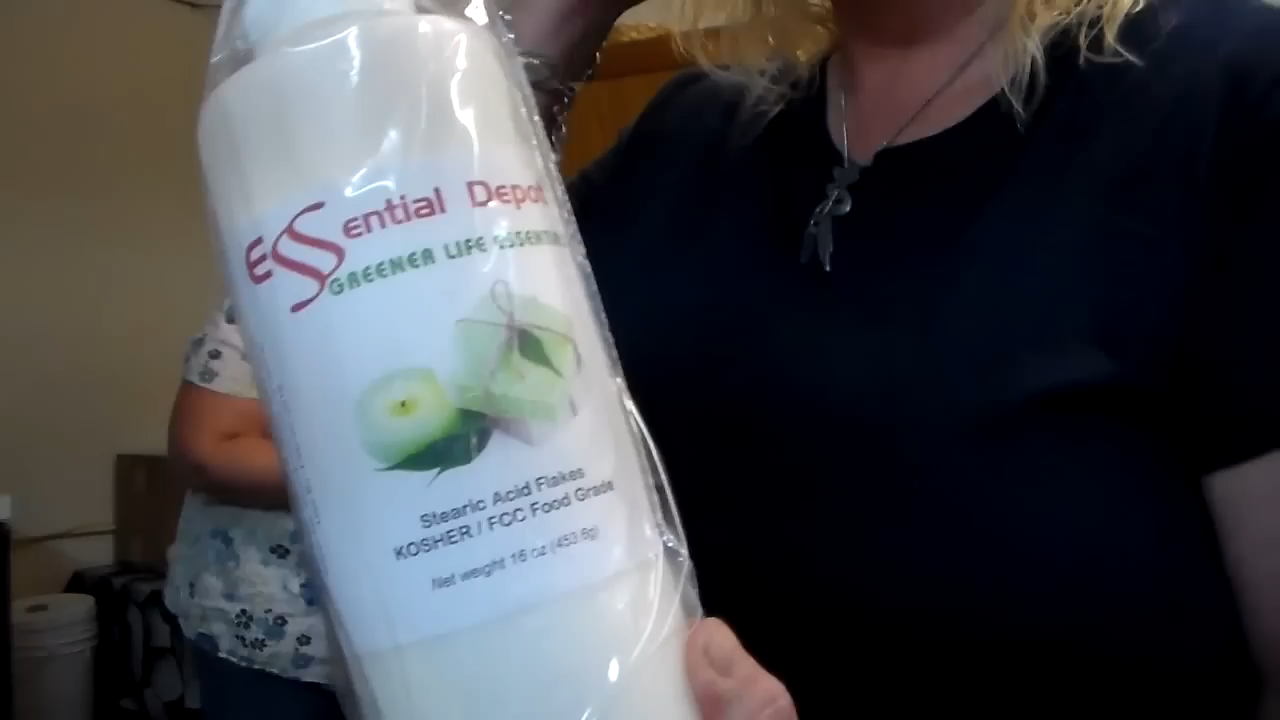 Essential Depot
GREENER LIFE ESSENTIALS
Stearic Acid Flakes
KOSHER / FCC Food Grade
Net weight 16 oz (453.6g)